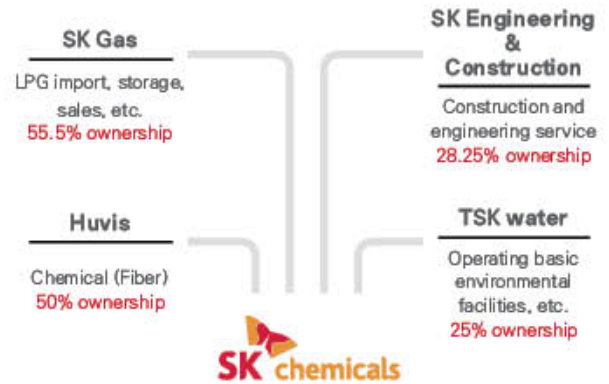 SK Gas
LPG import, storage,
sales, etc.
55.5% ownership
SK Engineering
&
Construction
Construction and
engineering service
28.25% ownership
Huvis
Chemical (Fiber)
50% ownership
TSK water
Operating basic
environmental
facilities, etc.
25% ownership
SK chemicals